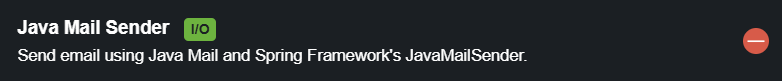 Java Mail Sender I/O
Send email using Java Mail and Spring Framework's JavaMailSender.